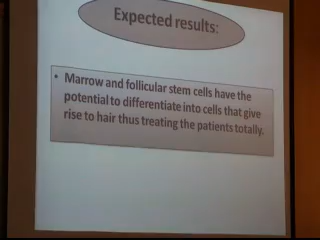 Expected results:
• Marrow and follicular stem cells have the
potential to differentiate into cells that give
rise to hair thus treating the patients totally.